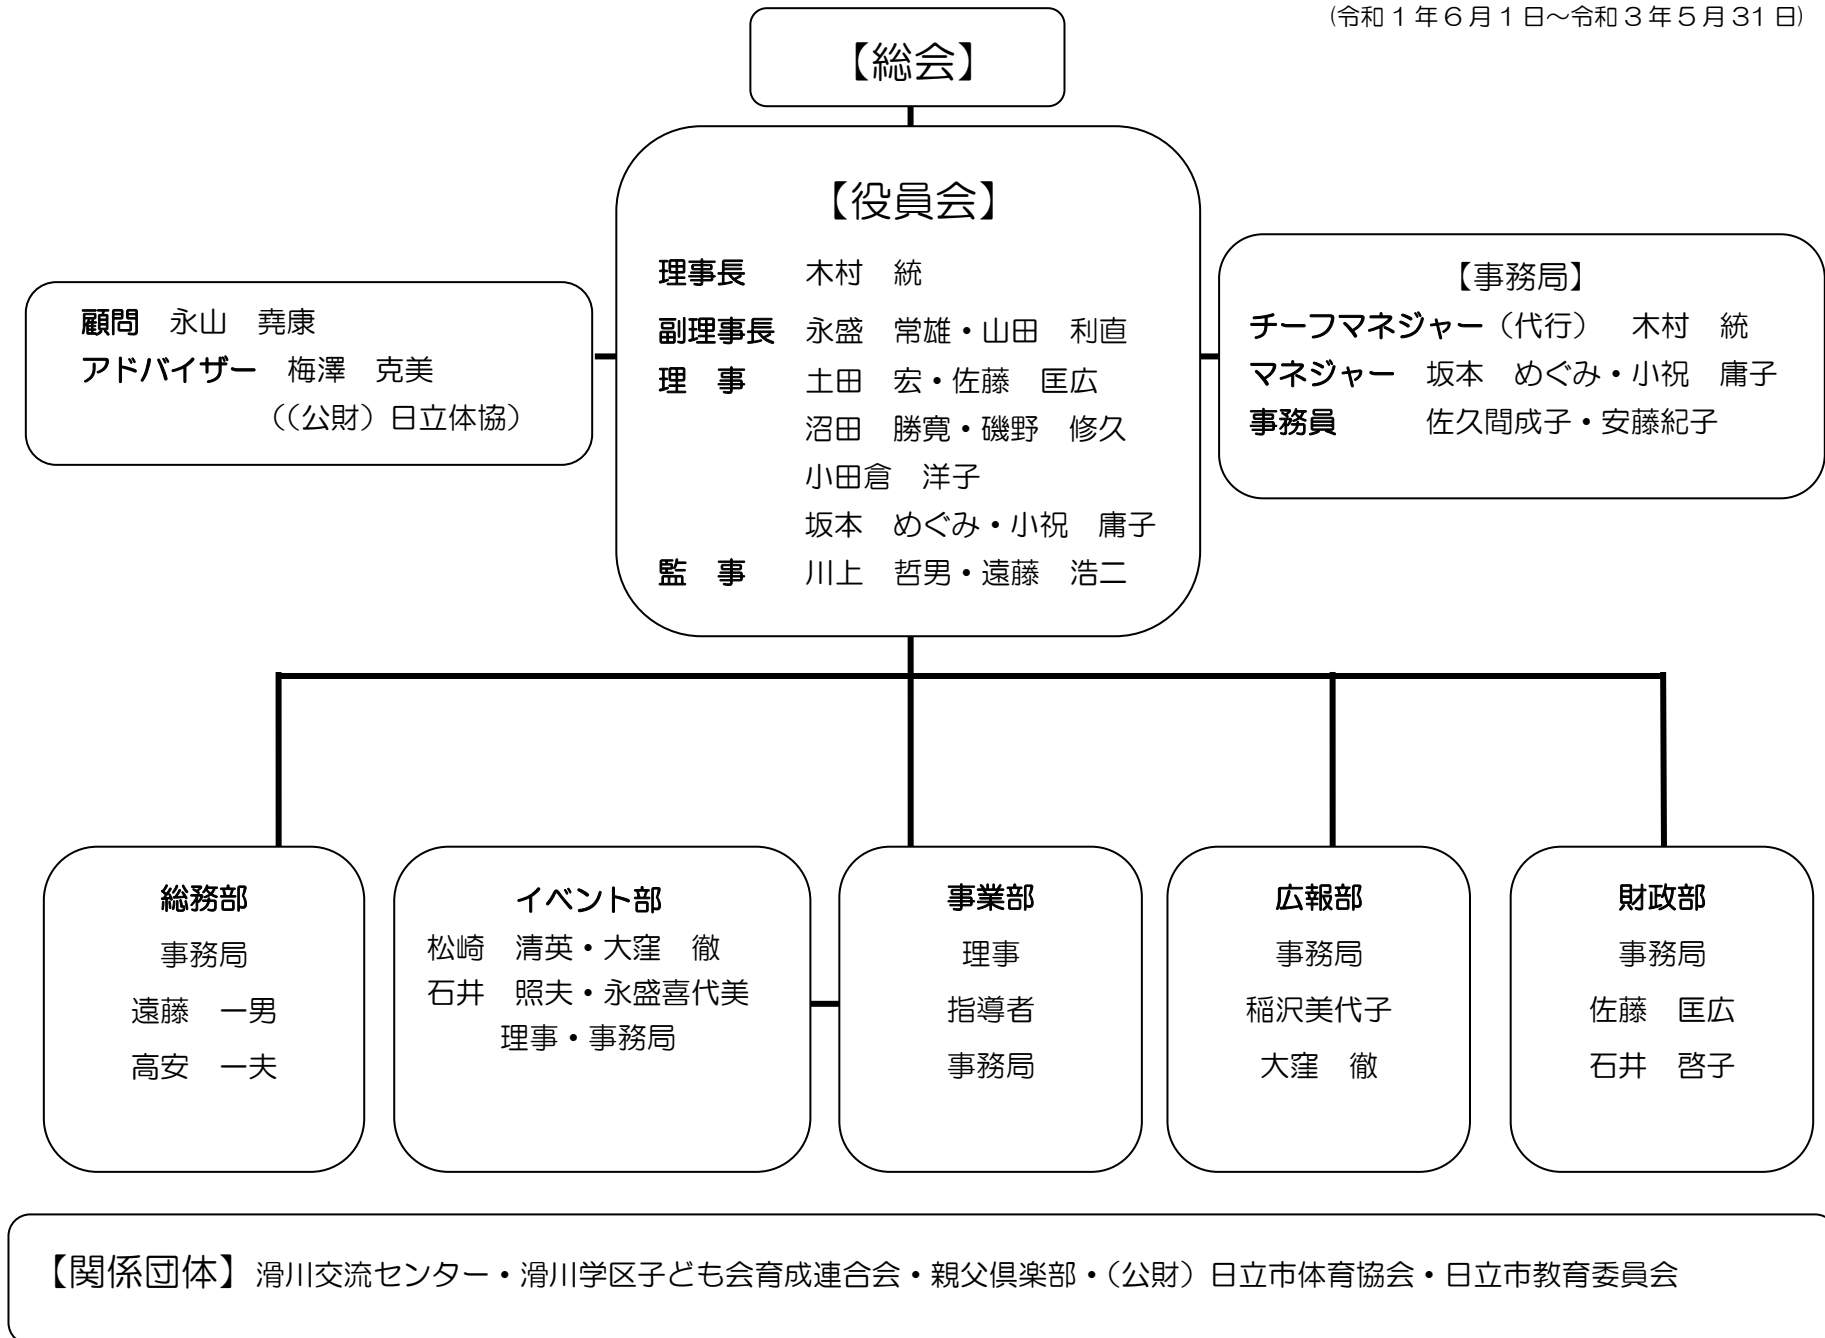 (令和１年６月１日～令和３年５月31日)
【総会】
【役員会】
理事長　木村　統
副理事長　永盛　常雄・山田　利直
理　事　土田　宏・佐藤　匡広
沼田　勝寛・磯野　修久
小田倉　洋子
坂本　めぐみ・小祝　庸子
監　事　川上　哲男・遠藤　浩二
顧問　永山　堯康
アドバイザー　梅澤　克美
（(公財）日立体協）
【事務局】
チーフマネジャー（代行）　木村　統
マネジャー　坂本　めぐみ・小祝　庸子
事務員　佐久間成子・安藤紀子
総務部
事務局
遠藤　一男
高安　一夫
イベント部
松崎　清英・大窪　徹
石井　照夫・永盛喜代美
理事・事務局
事業部
理事
指導者
事務局
広報部
事務局
稲沢美代子
大窪　徹
財政部
事務局
佐藤　匡広
石井　啓子
【関係団体】滑川交流センター・滑川学区子ども会育成連合会・親父倶楽部・（公財）日立市体育協会・日立市教育委員会